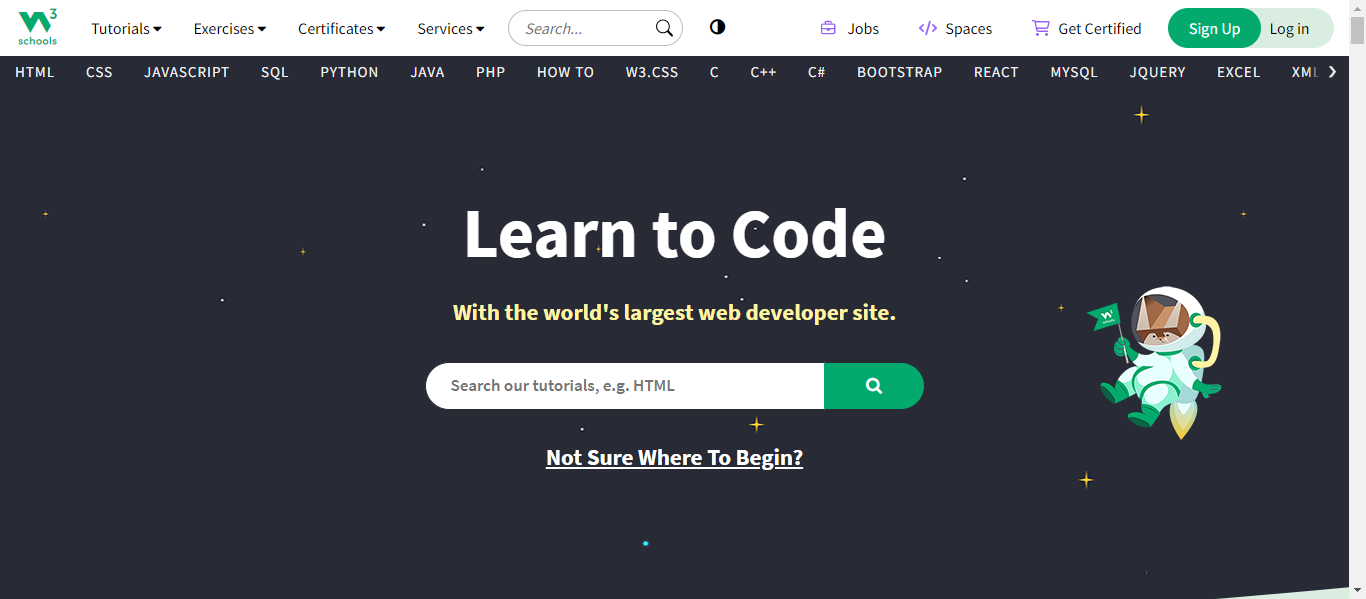 W3 schools Tutorials Exercises Certificates Services Search... Jobs Spaces Get Certified Sign Up Log in
HTML CSS JAVASCRIPT SQL PYTHON JAVA PHP HOW TO W3.CSS C C++ C# BOOTSTRAP REACT MYSQL JQUERY EXCEL XML
Learn to Code
With the world's largest web developer site.
Search our tutorials, e.g. HTML
Not Sure Where To Begin?